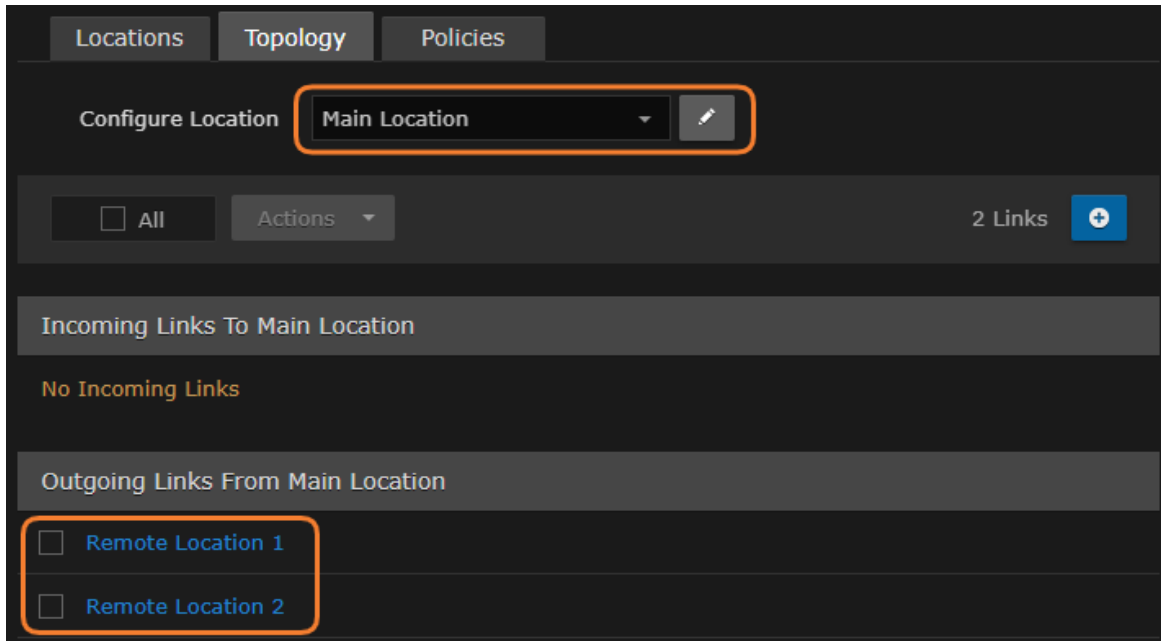 Locations Topology Policies
Configure Location Main Location
All Actions 2 Links
Incoming Links To Main Location
No Incoming Links
Outgoing Links From Main Location
Remote Location 1
Remote Location 2